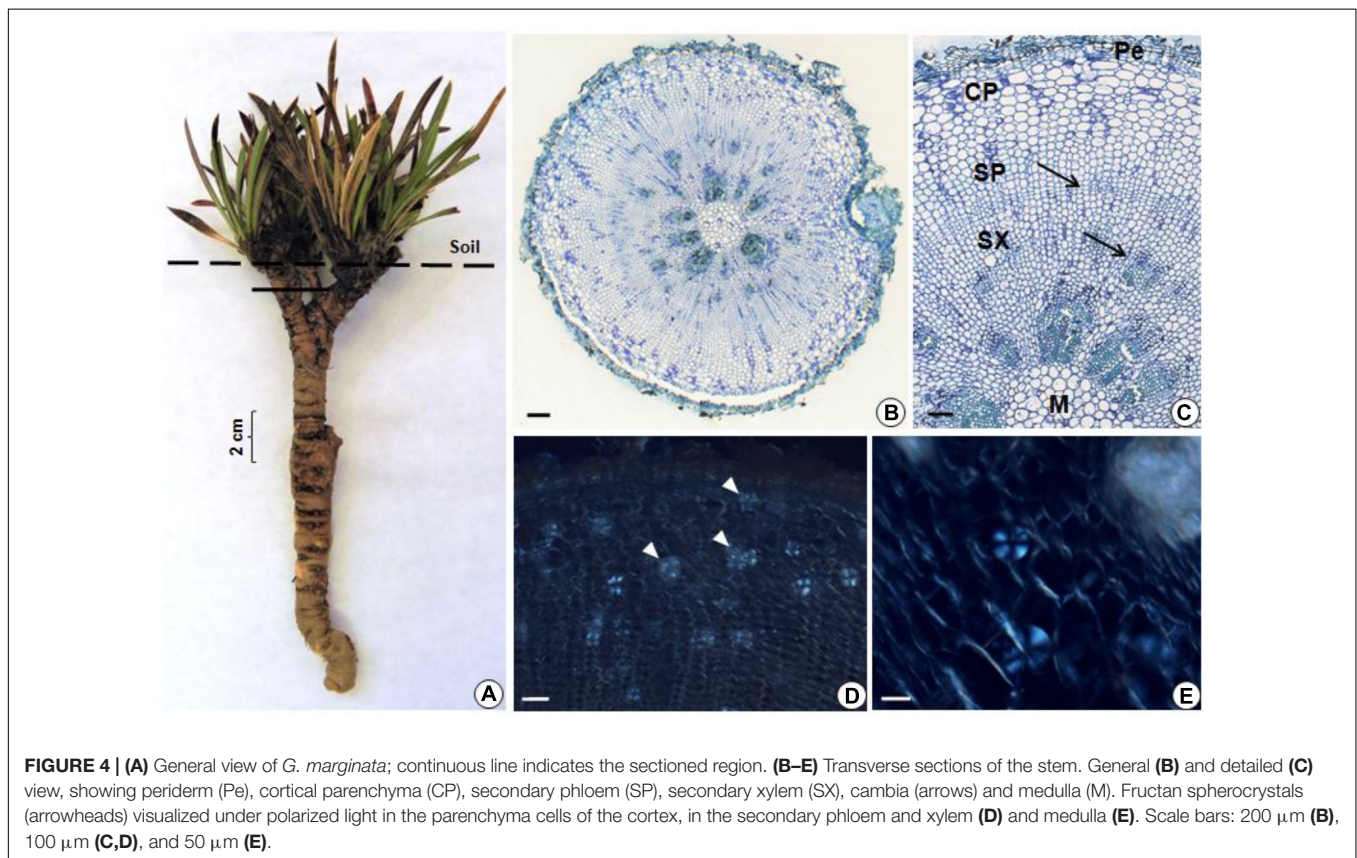 Soil
2 cm
A
B
Pe
CP
SP
SX
M
C
D
E
FIGURE 4 | (A) General view of G. marginata; continuous line indicates the sectioned region. (B–E) Transverse sections of the stem. General (B) and detailed (C)
view, showing periderm (Pe), cortical parenchyma (CP), secondary phloem (SP), secondary xylem (SX), cambia (arrows) and medulla (M). Fructan spherocrystals
(arrowheads) visualized under polarized light in the parenchyma cells of the cortex, in the secondary phloem and xylem (D) and medulla (E). Scale bars: 200 μm (B),
100 μm (C,D), and 50 μm (E).